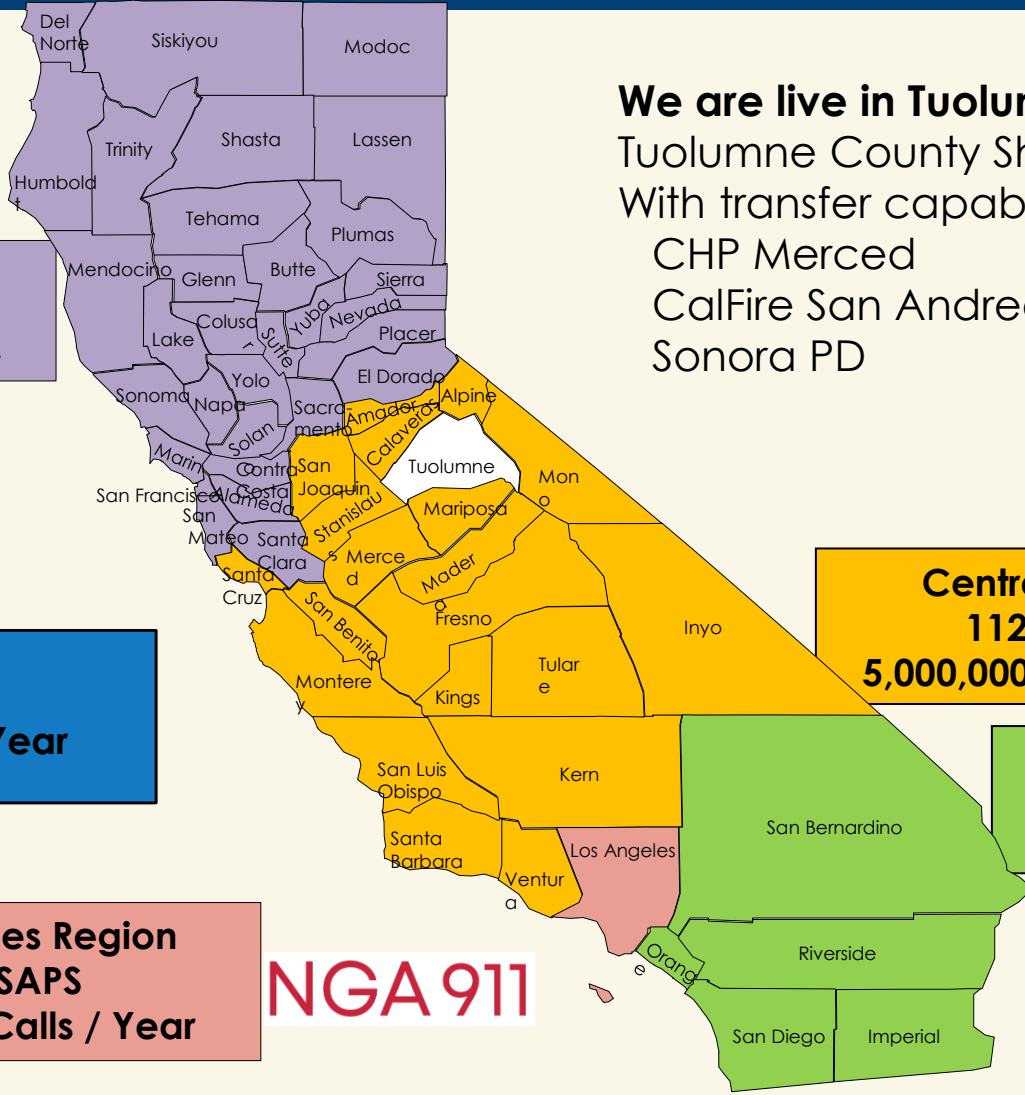 Del
Norte
Siskiyou
Modoc
Trinity
Shasta
Lassen
Humbold
t
Tehama
Plumas
Mendocino
Glenn
Butte
Sierra
Colusa
Sutte
r
Yuba
Nevada
Placer
Lake
El Dorado
Sonoma
Napa
Yolo
Sacra-
mento
Amador
Alpine
Calaveras
Solan
o
Marin
Contra
Costa
San
Joaquin
Tuolumne
Mon
o
San Francisco
Alameda
Stanislau
s
Mariposa
San
Mateo
Santa
Clara
Merce
d
Mader
a
Santa
Cruz
San Benito
Fresno
Inyo
Montere
y
Kings
Tular
e
San Luis
Obispo
Kern
Santa
Barbara
Ventur
a
Los Angeles
San Bernardino
Orang
e
Riverside
San Diego
Imperial
We are live in Tuolum
Tuolumne County Sh
With transfer capab
CHP Merced
CalFire San Andrea
Sonora PD
Centra
112
5,000,000
Year
es Region
SAPS
Calls / Year
NGA 911